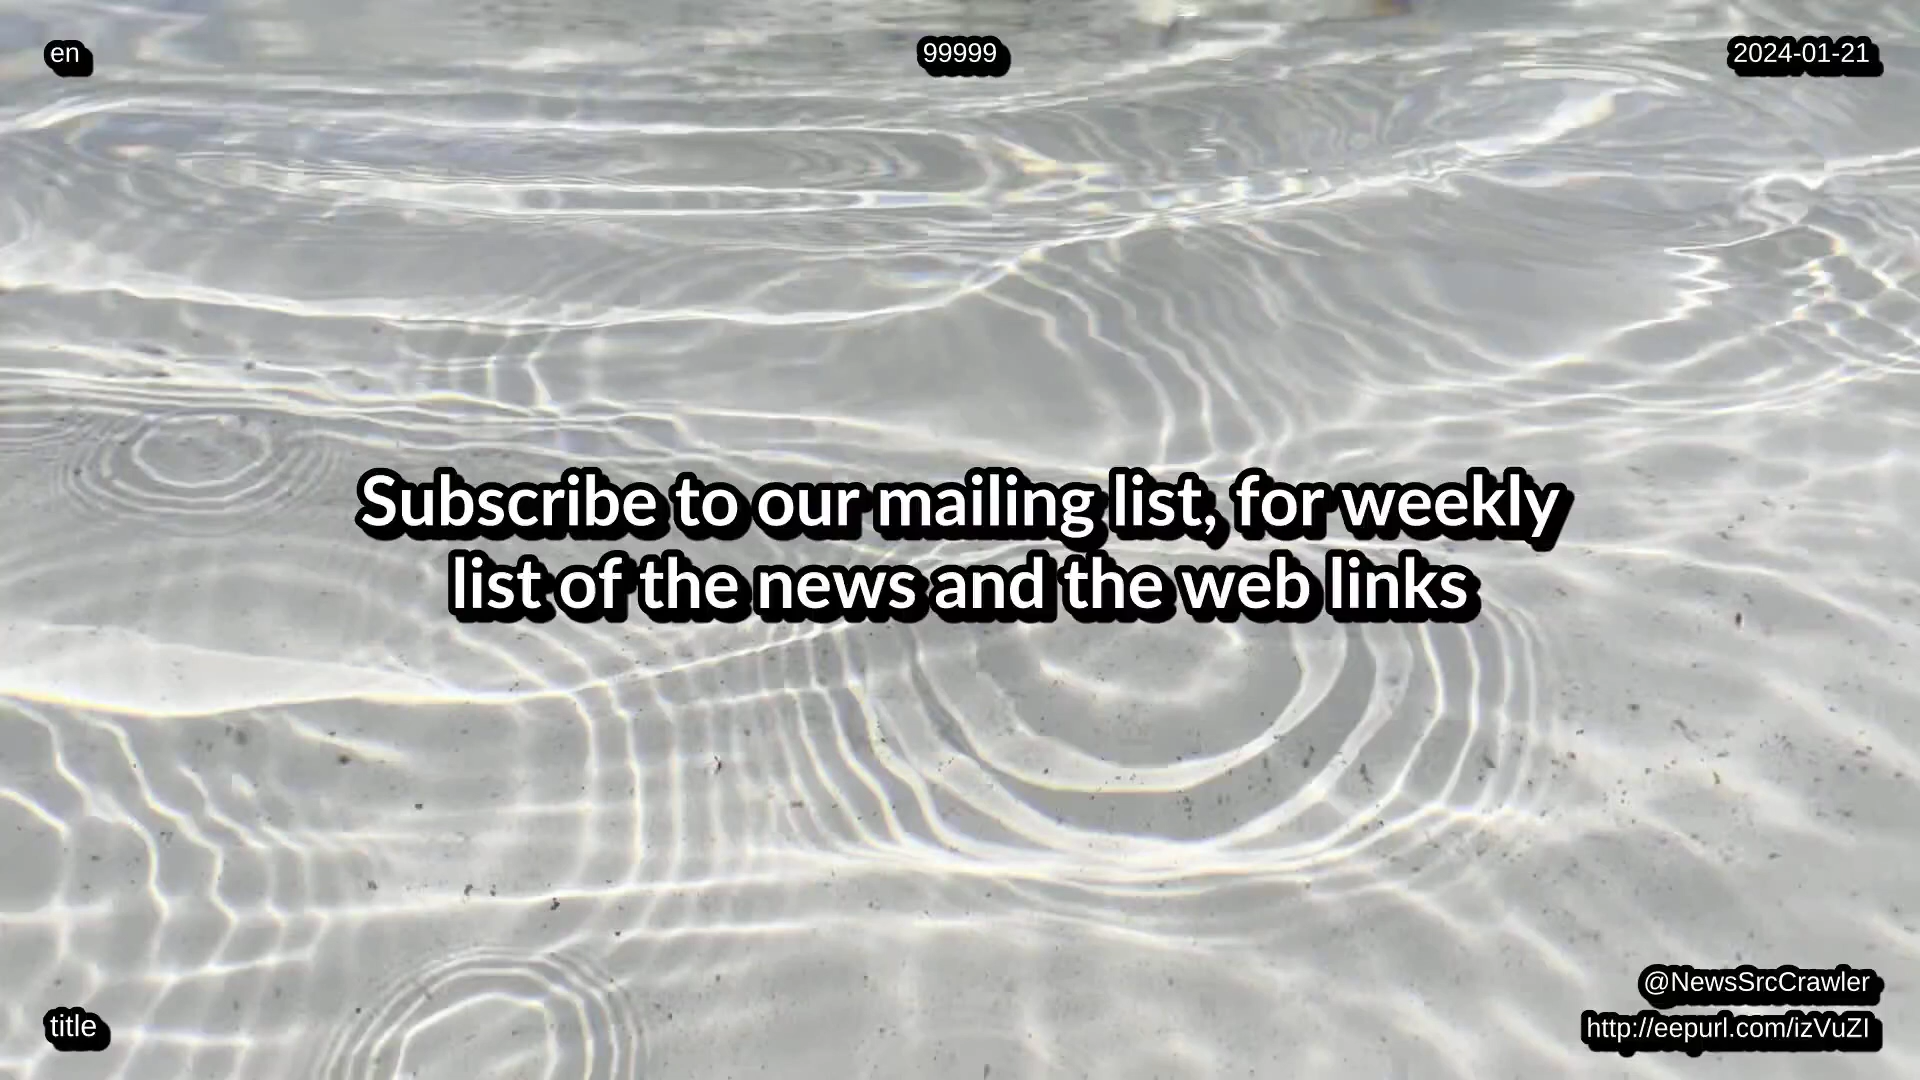 en
99999
2024-01-21
Subscribe to our mailing list, for weekly
list of the news and the web links
@NewsSrcCrawler
http://eepurl.com/izVuZI
title